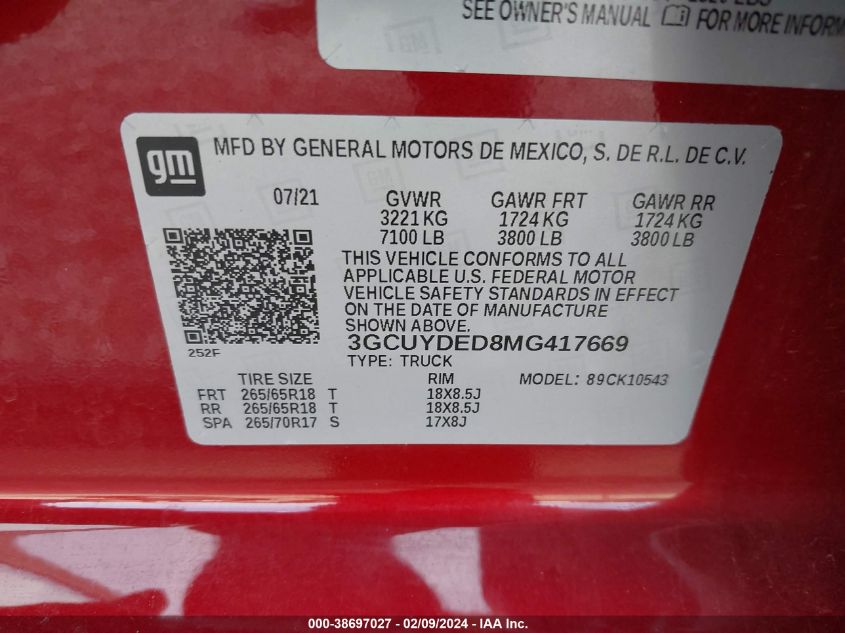 SEE OWNER'S MANUAL FOR MORE INFORM
gm
MFD BY GENERAL MOTORS DE MEXICO, S. DE R.L. DE C.V.
07/21 GVWR GAWR FRT GAWR RR
3221 KG 1724 KG 1724 KG
7100 LB 3800 LB 3800 LB
THIS VEHICLE CONFORMS TO ALL
APPLICABLE U.S. FEDERAL MOTOR
VEHICLE SAFETY STANDARDS IN EFFECT
ON THE DATE OF MANUFACTURE
SHOWN ABOVE.
252F
3GCUYDED8MG417669
TYPE: TRUCK
TIRE SIZE RIM MODEL: 89CK10543
FRT 265/65R18 T 18X8.5J
RR 265/65R18 T 18X8.5J
SPA 265/70R17 S 17X8J
000-38697027 - 02/09/2024 - IAA Inc.